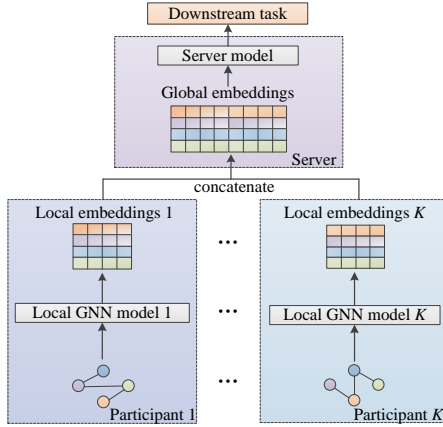 Downstream task
Server model
Global embeddings
Server
concatenate
Local embeddings 1
...
Local embeddings K
Local GNN model 1
...
Local GNN model K
...
Participant 1
Participant K